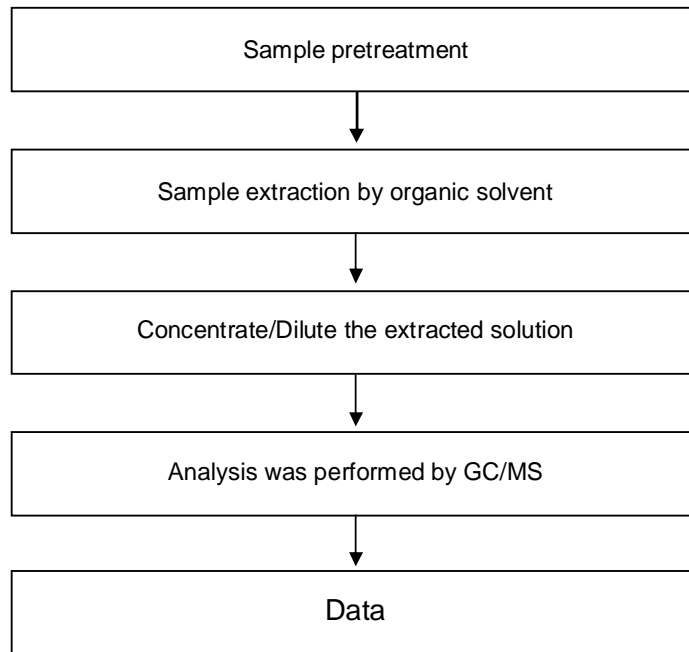 Sample pretreatment
Sample extraction by organic solvent
Concentrate/Dilute the extracted solution
Analysis was performed by GC/MS
Data